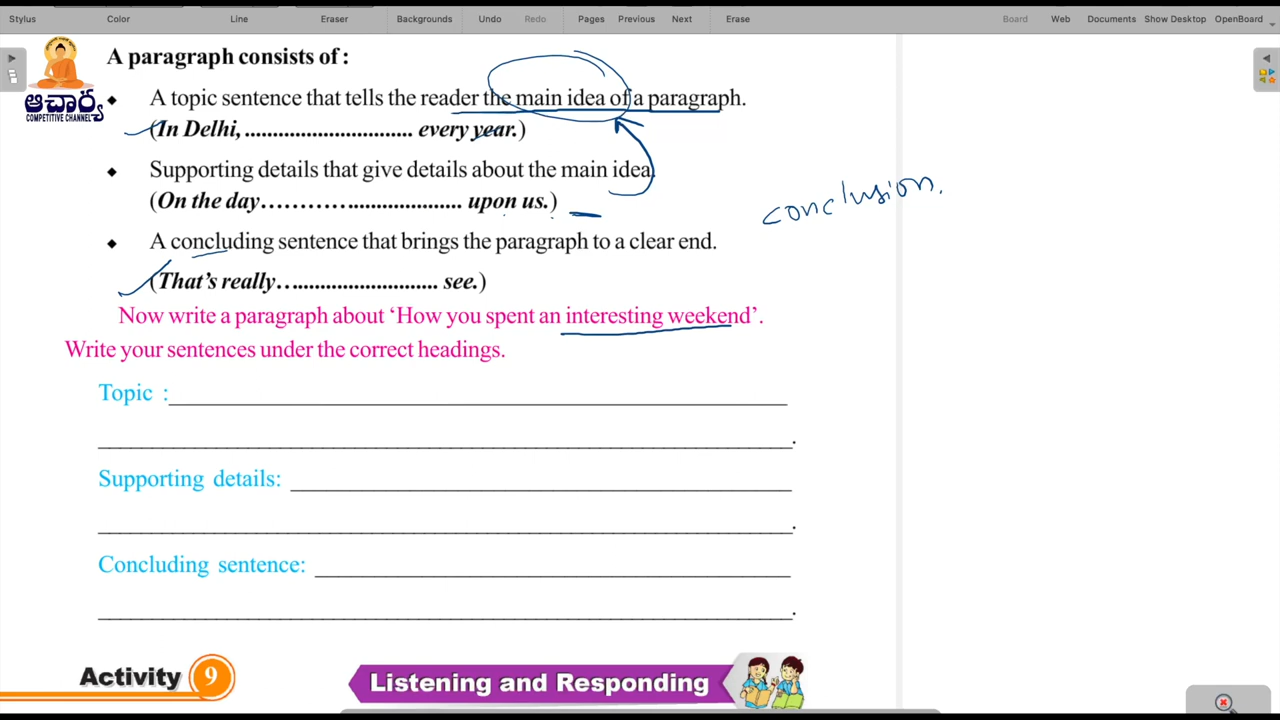 Stylus Color Line Eraser Backgrounds Undo Redo Pages Previous Next Erase Board Web Documents Show Desktop OpenBoard
A paragraph consists of :
A topic sentence that tells the reader the main idea of a paragraph.
ఆచార్య
COMPETITIVE CHANNEL
(In Delhi, .............................. every year.)
Supporting details that give details about the main idea.
(On the day…………...................... upon us.)
conclusion.
A concluding sentence that brings the paragraph to a clear end.
(That's really…......................... see.)
Now write a paragraph about ‘How you spent an interesting weekend’.
Write your sentences under the correct headings.
Topic :
Supporting details:
Concluding sentence:
Activity 9
Listening and Responding